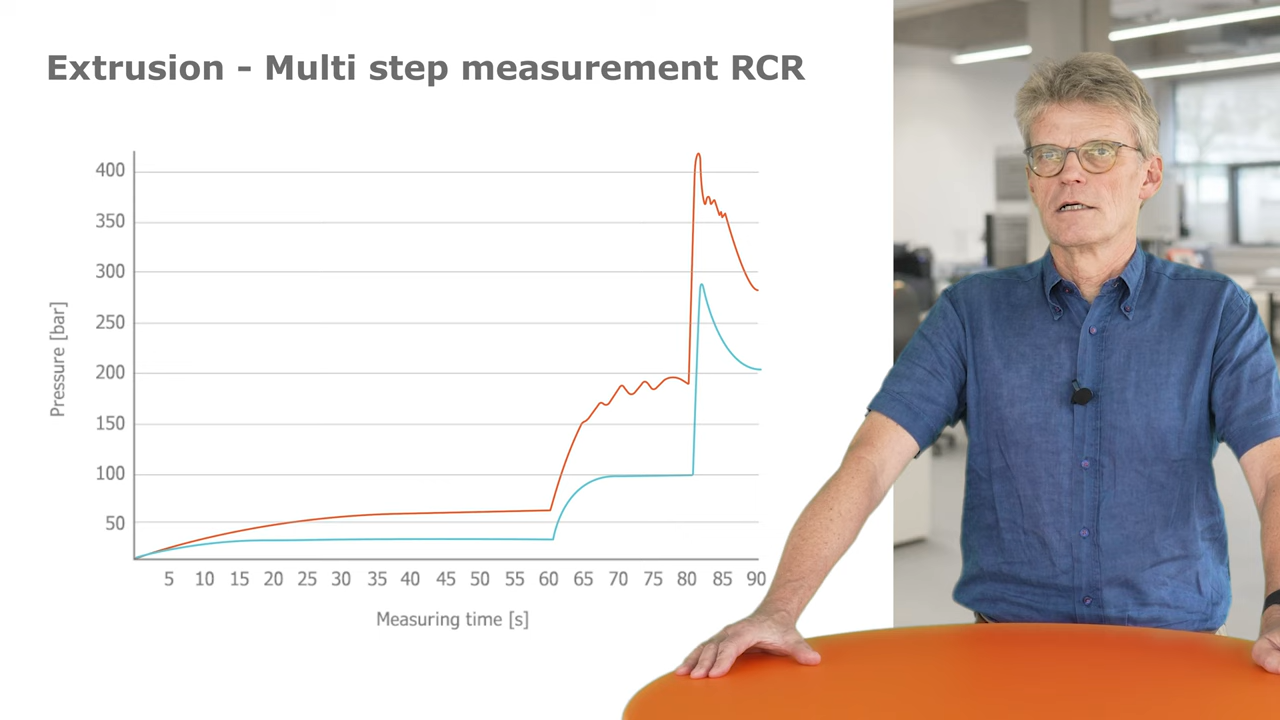 Extrusion - Multi step measurement RCR
400
350
300
250
200
150
100
50
Pressure [bar]
5 10 15 20 25 30 35 40 45 50 55 60 65 70 75 80 85 90
Measuring time [s]